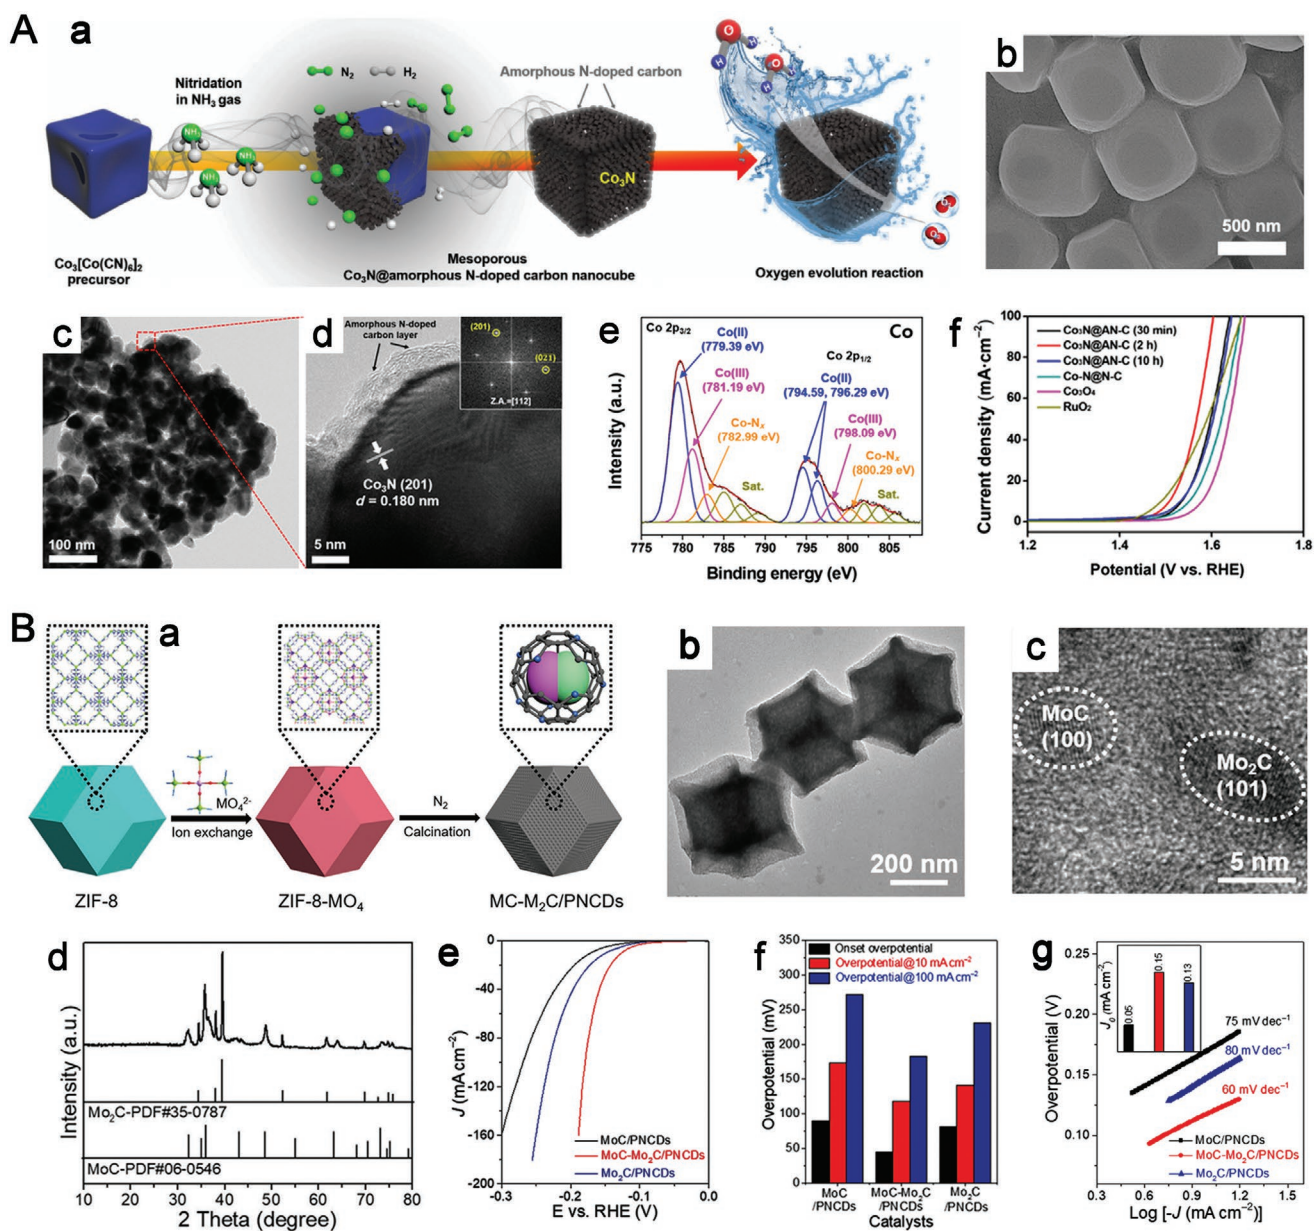 A
a
Nitridation
in NH₃ gas
N₂
H₂
Amorphous N-doped carbon
NH₃
NH₃
NH₃
Co₃N
O
H
H
O
H
H
O₂
O₂
Co₃[Co(CN)₆]₂
precursor
Mesoporous
Co₃N@amorphous N-doped carbon nanocube
Oxygen evolution reaction
b
500 nm
c
100 nm
d
Amorphous N-doped
carbon layer
(201)
(021)
Z.A.=[112]
Co₃N (201)
d = 0.180 nm
5 nm
e
Co 2p₃/₂
Co
Co(II)
(779.39 eV)
Co 2p₁/₂
Co(III)
(781.19 eV)
Co(II)
(794.59, 796.29 eV)
Co-Nₓ
(782.99 eV)
Co(III)
(798.09 eV)
Co-Nₓ
(800.29 eV)
Sat.
Sat.
Intensity (a.u.)
775 780 785 790 795 800 805
Binding energy (eV)
f
Co₃N@AN-C (30 min)
Co₃N@AN-C (2 h)
Co₃N@AN-C (10 h)
Co-N@N-C
Co₃O₄
RuO₂
Current density (mA·cm⁻²)
100
80
60
40
20
0
1.2 1.4 1.6 1.8
Potential (V vs. RHE)
B
a
MO₄²⁻
Ion exchange
N₂
Calcination
ZIF-8
ZIF-8-MO₄
MC-M₂C/PNCDs
b
200 nm
c
MoC
(100)
Mo₂C
(101)
5 nm
d
Intensity (a.u.)
Mo₂C-PDF#35-0787
MoC-PDF#06-0546
10 20 30 40 50 60 70 80
2 Theta (degree)
e
J (mA cm⁻²)
0
-40
-80
-120
-160
-200
MoC/PNCDs
MoC-Mo₂C/PNCDs
Mo₂C/PNCDs
-0.3 -0.2 -0.1 0.0
E vs. RHE (V)
f
Overpotential (mV)
350
300
250
200
150
100
50
0
Onset overpotential
Overpotential@10 mA cm⁻²
Overpotential@100 mA cm⁻²
MoC
/PNCDs
MoC-Mo₂C
/PNCDs
Mo₂C
/PNCDs
Catalysts
g
Overpotential (V)
0.25
0.20
0.15
0.10
J₀ (mA cm⁻²)
0.05
0.15
0.13
75 mV dec⁻¹
80 mV dec⁻¹
60 mV dec⁻¹
MoC/PNCDs
MoC-Mo₂C/PNCDs
Mo₂C/PNCDs
0.3 0.6 0.9 1.2 1.5
Log [-J (mA cm⁻²)]